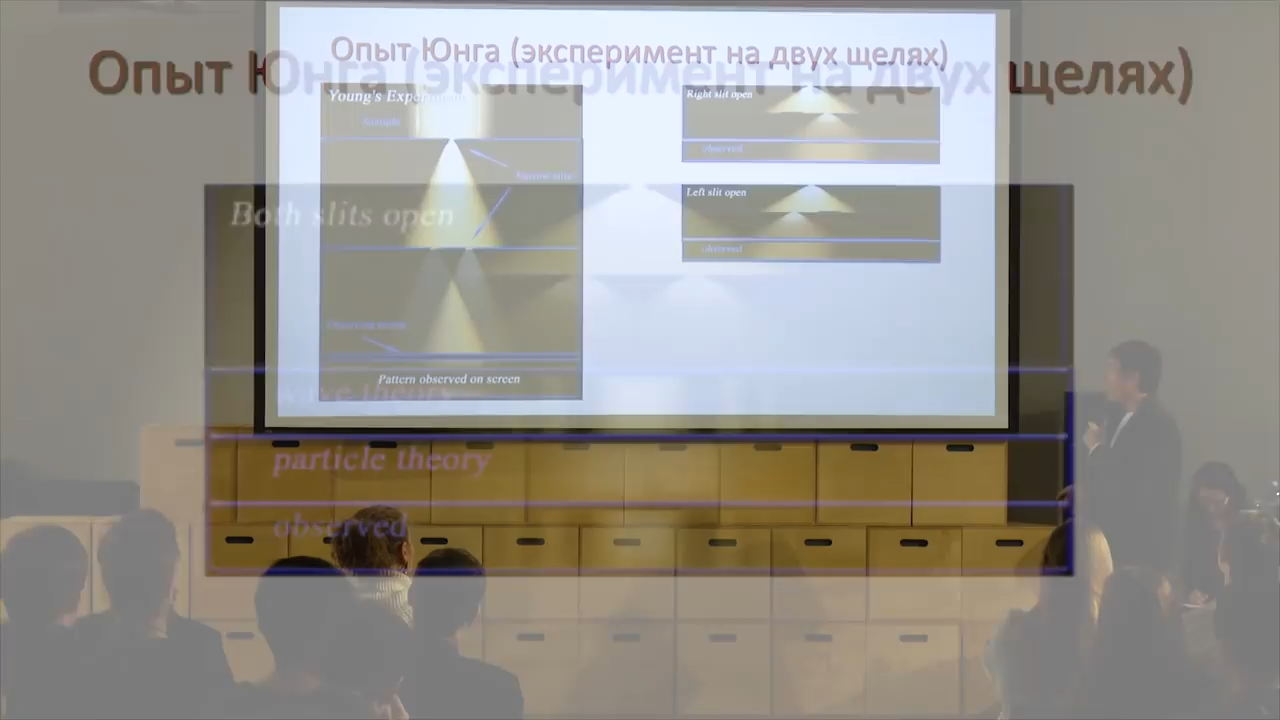 Опыт Юнга (эксперимент на двух щелях)
Опыт Юнга (эксперимент на двух щелях)
Young's Experiment
Right slit open
observed
Narrow slits
Left slit open
Both slits open
observed
Observing screen
Pattern observed on screen
wave theory
particle theory
observed